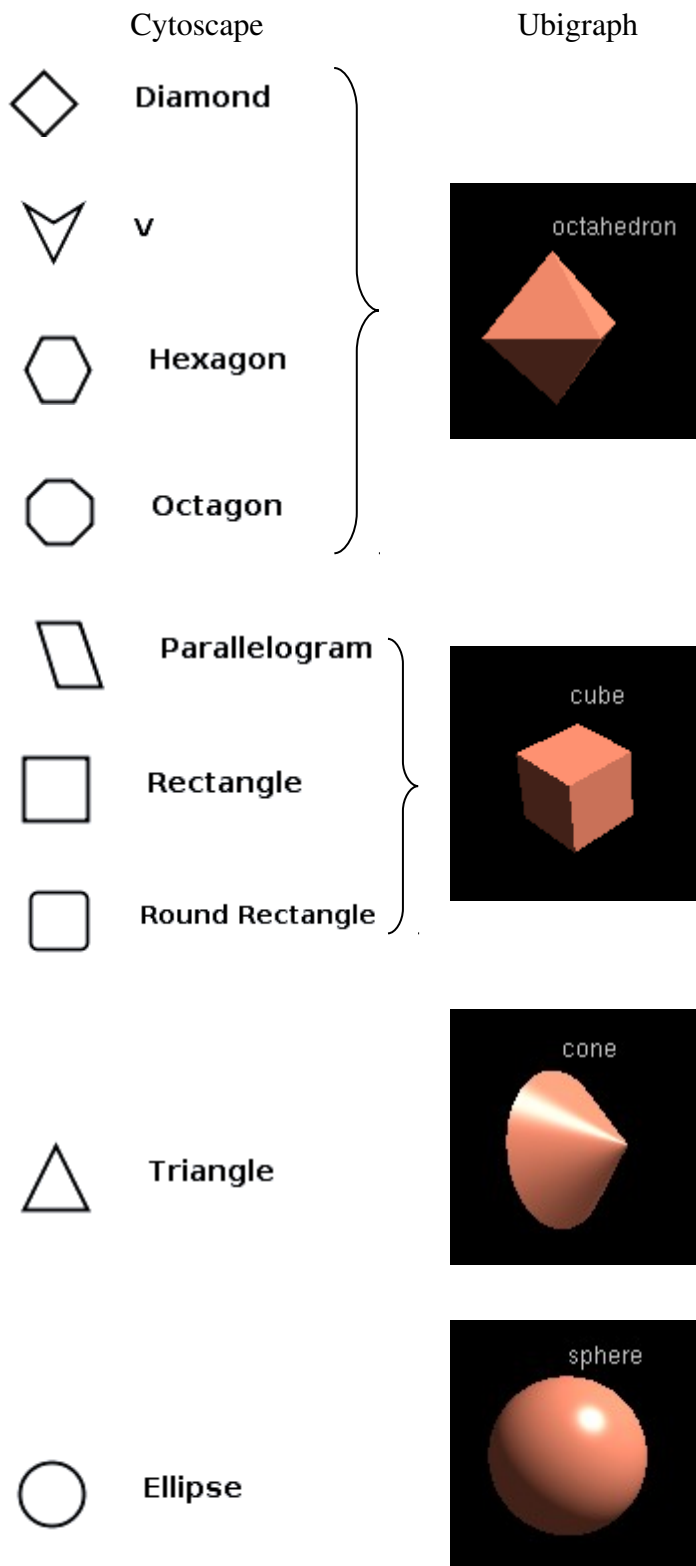 Cytoscape Ubigraph
Diamond
V
octahedron
Hexagon
Octagon
Parallelogram
cube
Rectangle
Round Rectangle
cone
Triangle
sphere
Ellipse